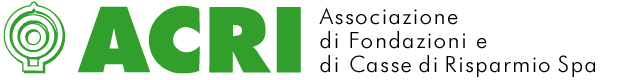 ACRI
Associazione
di Fondazioni e
di Casse di Risparmio Spa